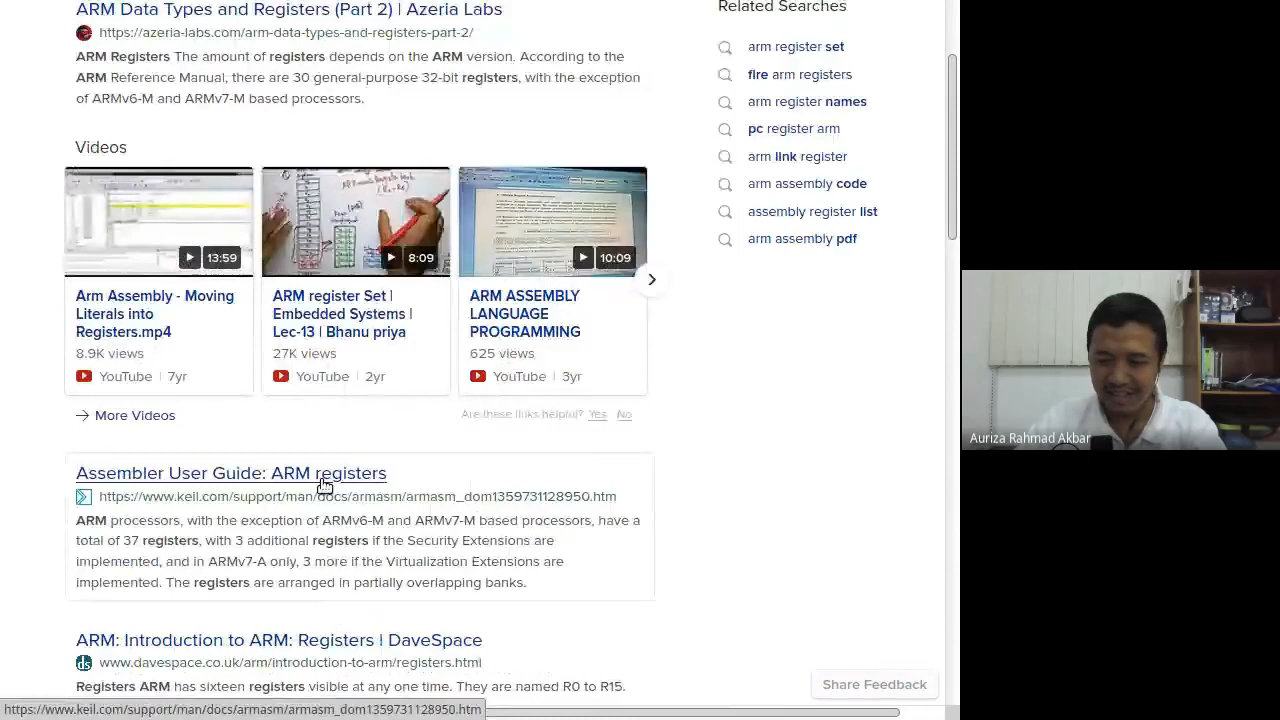 ARM Data Types and Registers (Part 2) | Azeria Labs
https://azeria-labs.com/arm-data-types-and-registers-part-2/
ARM Registers The amount of registers depends on the ARM version. According to the
ARM Reference Manual, there are 30 general-purpose 32-bit registers, with the exception
of ARMv6-M and ARMv7-M based processors.
Videos
13:59
8:09
10:09
Arm Assembly - Moving
Literals into
Registers.mp4
8.9K views
YouTube | 7yr
ARM register Set |
Embedded Systems |
Lec-13 | Bhanu priya
27K views
YouTube | 2yr
ARM ASSEMBLY
LANGUAGE
PROGRAMMING
625 views
YouTube | 3yr
More Videos
Are these links helpful? Yes No
Assembler User Guide: ARM registers
https://www.keil.com/support/man/docs/armasm/armasm_dom1359731128950.htm
ARM processors, with the exception of ARMv6-M and ARMv7-M based processors, have a
total of 37 registers, with 3 additional registers if the Security Extensions are
implemented, and in ARMv7-A only, 3 more if the Virtualization Extensions are
implemented. The registers are arranged in partially overlapping banks.
ARM: Introduction to ARM: Registers | DaveSpace
ds
www.davespace.co.uk/arm/introduction-to-arm/registers.html
Registers ARM has sixteen registers visible at any one time. They are named R0 to R15.
https://www.keil.com/support/man/docs/armasm/armasm_dom1359731128950.htm
Related Searches
arm register set
fire arm registers
arm register names
pc register arm
arm link register
arm assembly code
assembly register list
arm assembly pdf
Share Feedback
Auriza Rahmad Akbar